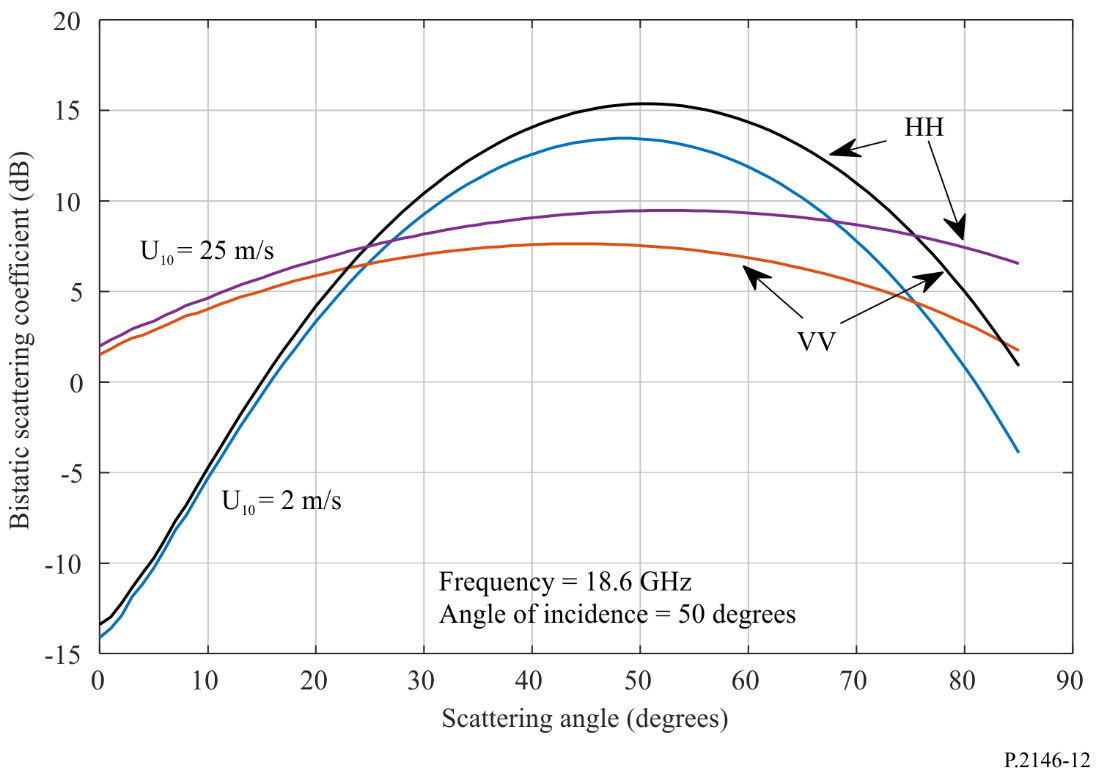 20
15
10
5
0
-5
-10
-15
0 10 20 30 40 50 60 70 80 90
Bistatic scattering coefficient (dB)
Scattering angle (degrees)
HH
U10 = 25 m/s
VV
U10 = 2 m/s
Frequency = 18.6 GHz
Angle of incidence = 50 degrees
P.2146-12